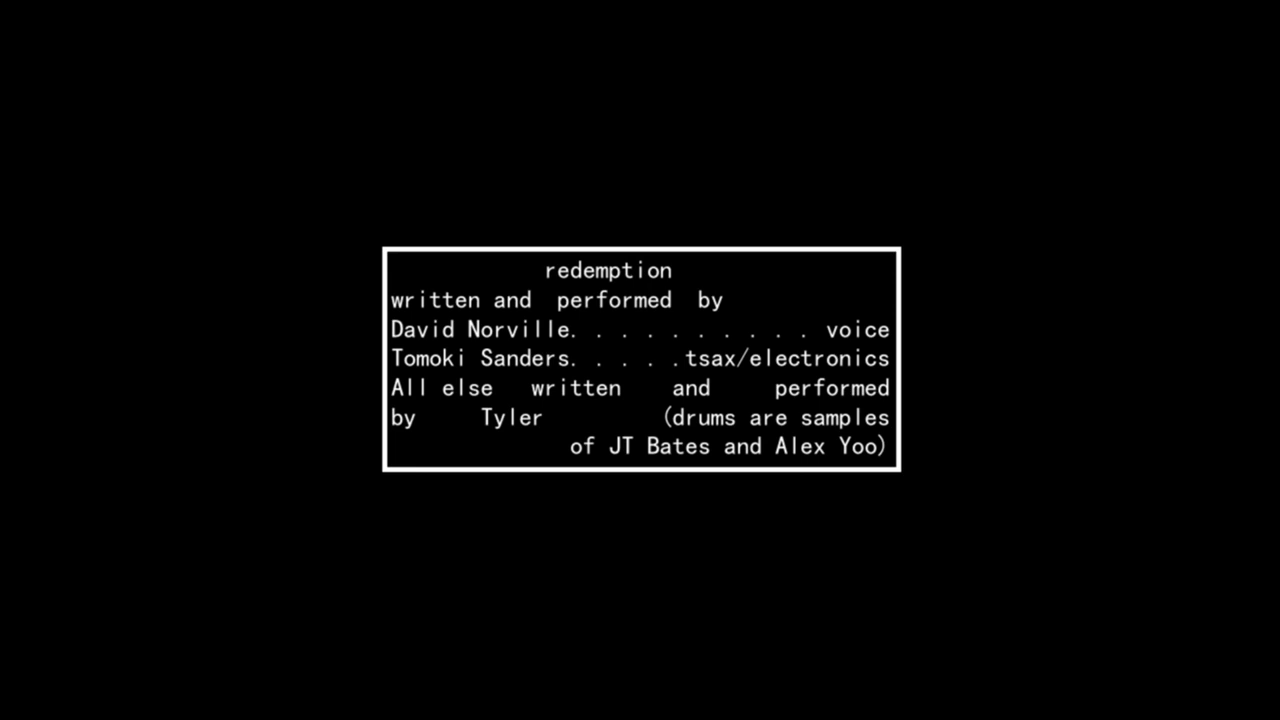 redemption
written and performed by
David Norville. . . . . . . . . . voice
Tomoki Sanders. . . . .tsax/electronics
All else written and performed
by Tyler (drums are samples
of JT Bates and Alex Yoo)